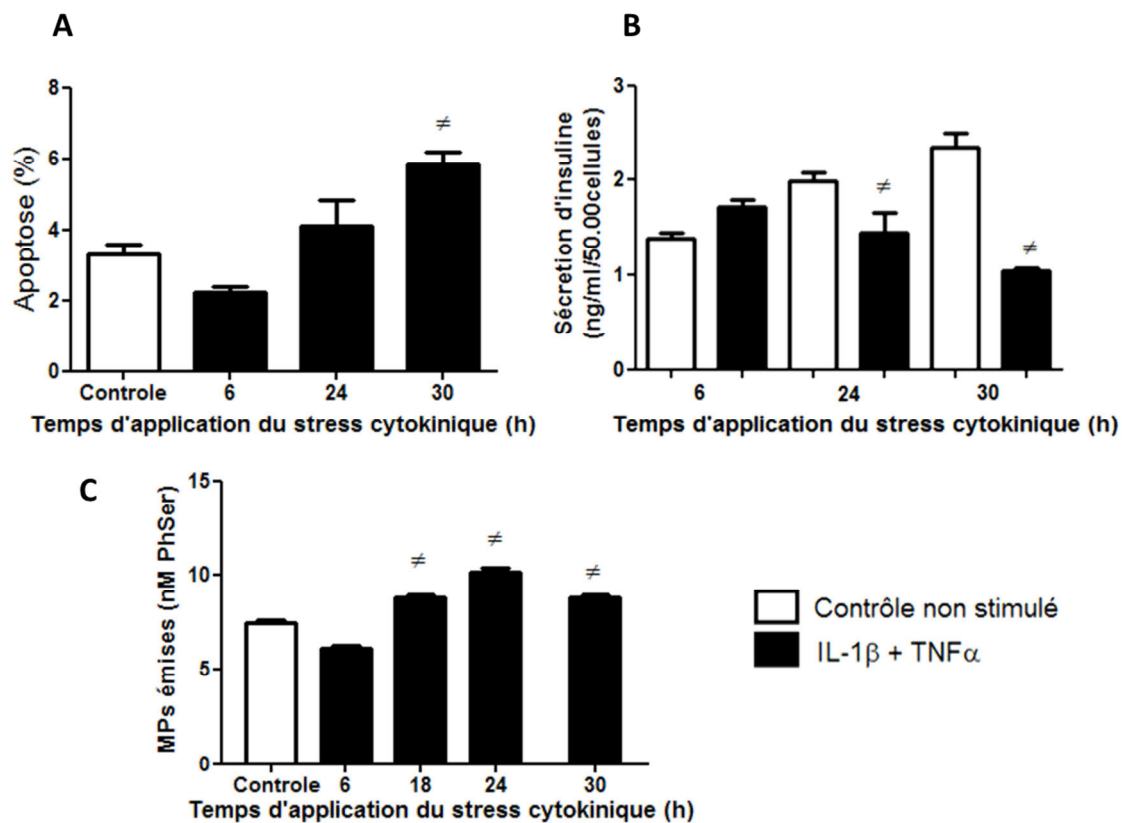 A
Apoptose (%)
8
6
4
2
0
≠
Controle 6 24 30
Temps d'application du stress cytokinique (h)
B
Sécretion d'insuline
(ng/ml/50.00cellules)
3
2
1
0
≠
≠
6 24 30
Temps d'application du stress cytokinique (h)
C
MPs émises (nM PhSer)
15
10
5
0
≠
≠
≠
Controle 6 18 24 30
Temps d'application du stress cytokinique (h)
Contrôle non stimulé
IL-1β + TNFα